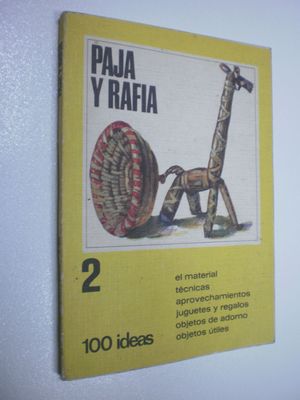 PAJA
Y RAFIA
2
el material
técnicas
aprovechamientos
juguetes y regalos
objetos de adorno
objetos útiles
100 ideas